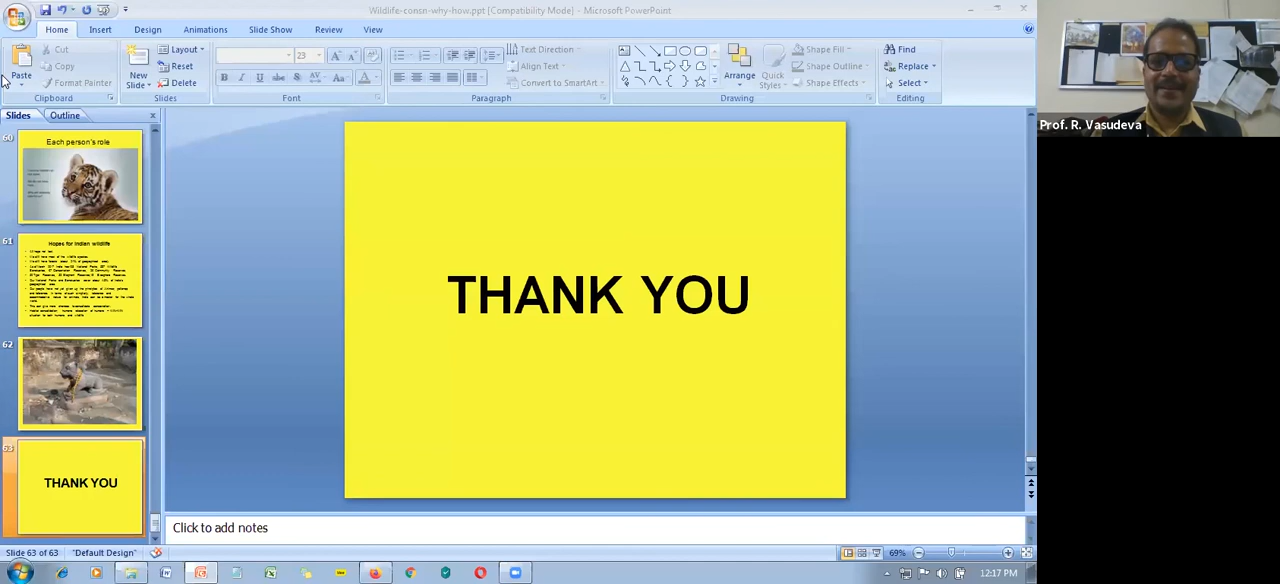 Wildlife-consn-why-how.ppt [Compatibility Mode] - Microsoft PowerPoint
Home Insert Design Slide Show Animations Review View
Paste
Cut
Copy
Format Painter
Clipboard
New
Slide
Layout
Reset
Delete
Slides
23
Font
Text Direction
Align Text
Convert to SmartArt
Paragraph
Arrange
Quick
Styles
Shape Fill
Shape Outline
Shape Effects
Drawing
Find
Replace
Select
Editing
Prof. R. Vasudeva
Slides Outline
60
Each person's role
61
Hopes for Indian wildlife
62
63
THANK YOU
THANK YOU
Click to add notes
Slide 63 of 63 "Default Design" 69%
12:17 PM